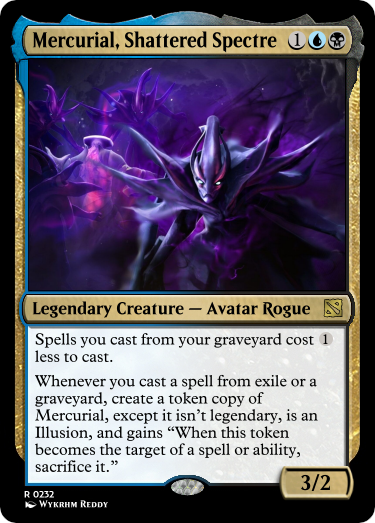 Mercurial, Shattered Spectre 1
Legendary Creature — Avatar Rogue
Spells you cast from your graveyard cost 1
less to cast.
Whenever you cast a spell from exile or a
graveyard, create a token copy of
Mercurial, except it isn't legendary, is an
Illusion, and gains “When this token
becomes the target of a spell or ability,
sacrifice it.”
3/2
R 0232
Wykrhm Reddy